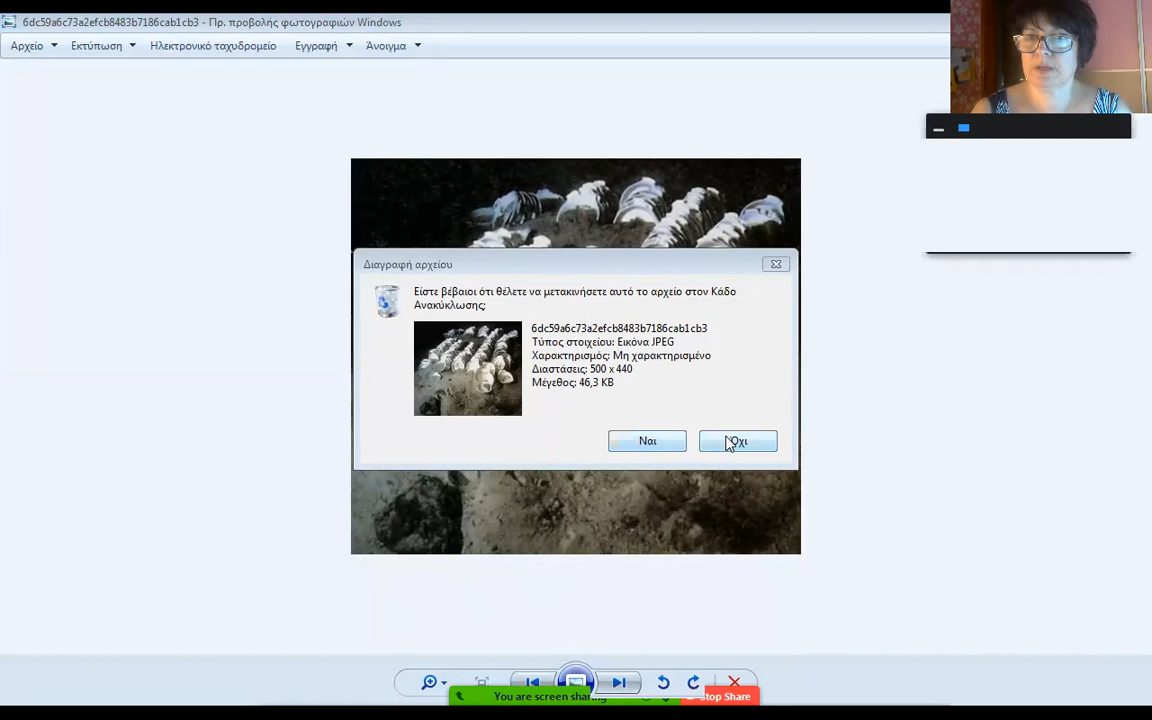 6dc59a6c73a2efcb8483b7186cab1cb3 - Πρ. προβολής φωτογραφιών Windows
Αρχείο Εκτύπωση Ηλεκτρονικό ταχυδρομείο Εγγραφή Άνοιγμα
Διαγραφή αρχείου
Είστε βέβαιοι ότι θέλετε να μετακινήσετε αυτό το αρχείο στον Κάδο
Ανακύκλωσης;
6dc59a6c73a2efcb8483b7186cab1cb3
Τύπος στοιχείου: Εικόνα JPEG
Χαρακτηρισμός: Μη χαρακτηρισμένο
Διαστάσεις: 500 x 440
Μέγεθος: 46,3 KB
Ναι Όχι
You are screen sharing Stop Share